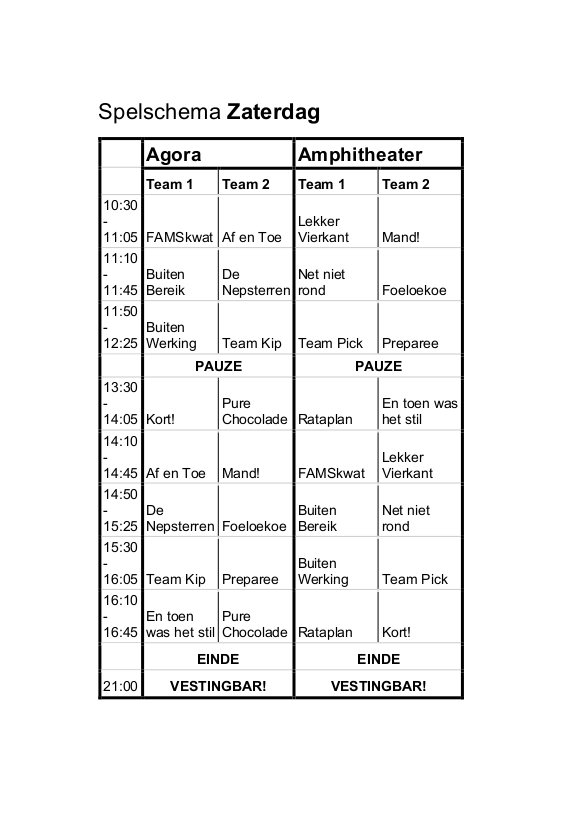 Spelschema Zaterdag
Agora Amphitheater
Team 1 Team 2 Team 1 Team 2
10:30
- Lekker
11:05 FAMSkwat Af en Toe Vierkant Mand!
11:10
- Buiten De Net niet
11:45 Bereik Nepsterren rond Foeloekoe
11:50
- Buiten
12:25 Werking Team Kip Team Pick Preparee
PAUZE PAUZE
13:30
- Pure En toen was
14:05 Kort! Chocolade Rataplan het stil
14:10
- Lekker
14:45 Af en Toe Mand! FAMSkwat Vierkant
14:50
- De Buiten Net niet
15:25 Nepsterren Foeloekoe Bereik rond
15:30
- Buiten
16:05 Team Kip Preparee Werking Team Pick
16:10
- En toen Pure
16:45 was het stil Chocolade Rataplan Kort!
EINDE EINDE
21:00 VESTINGBAR! VESTINGBAR!